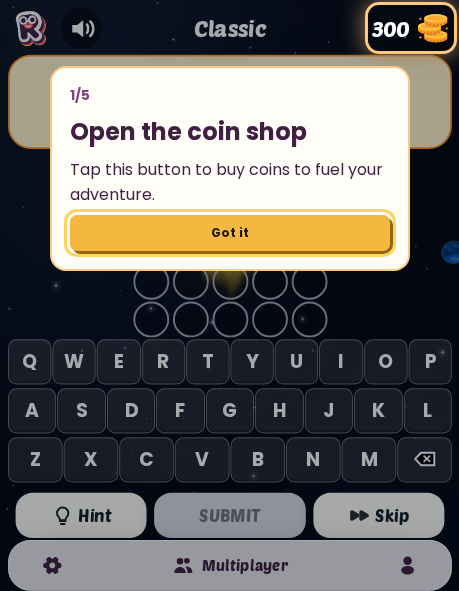 R
Classic
300
1/5
Open the coin shop
Tap this button to buy coins to fuel your
adventure.
Got it
Q W E R T Y U I O P
A S D F G H J K L
Z X C V B N M
Hint SUBMIT Skip
Multiplayer